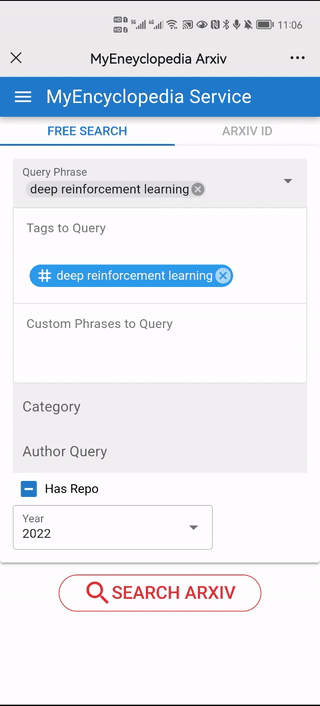 11:06
MyEneyclopedia Arxiv
MyEncyclopedia Service
FREE SEARCH
ARXIV ID
Query Phrase
deep reinforcement learning
Tags to Query
# deep reinforcement learning
Custom Phrases to Query
Category
Author Query
Has Repo
Year
2022
SEARCH ARXIV